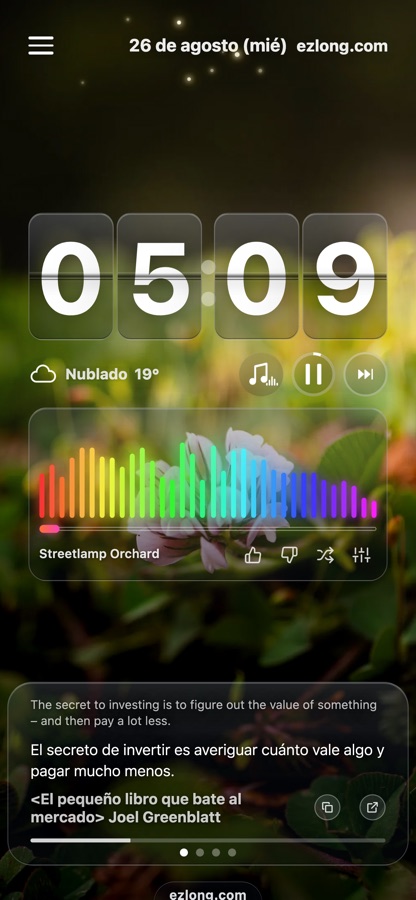 26 de agosto (mié) ezlong.com
05:09
Nublado 19°
Streetlamp Orchard
The secret to investing is to figure out the value of something
– and then pay a lot less.
El secreto de invertir es averiguar cuánto vale algo y
pagar mucho menos.
<El pequeño libro que bate al
mercado> Joel Greenblatt
ezlong.com